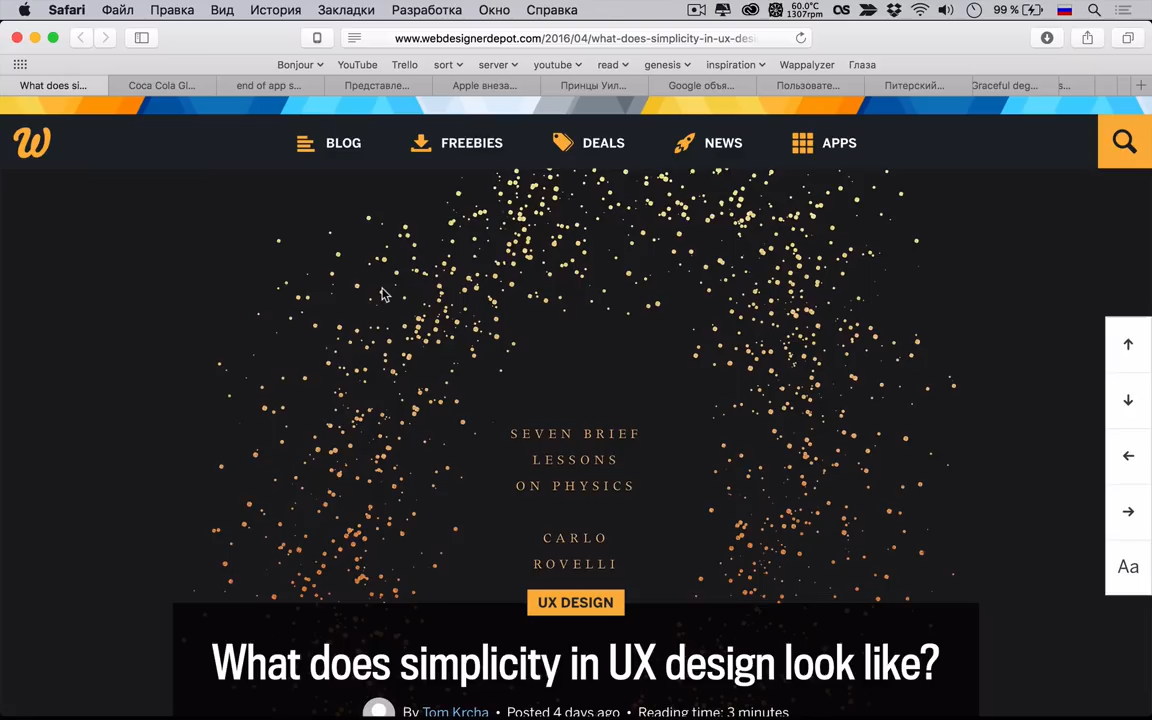 Safari Файл Правка Вид История Закладки Разработка Окно Справка 60.0°C 1307rpm 99 %
www.webdesignerdepot.com/2016/04/what-does-simplicity-in-ux-desi
Bonjour YouTube Trello sort server youtube read genesis inspiration Wappalyzer Глаза
What does si... Coca Cola Gl... end of app s... Представле... Apple внеза... Принцы Уил... Google объя... Пользовате... Питерский... Graceful deg... s...
W BLOG FREEBIES DEALS NEWS APPS
SEVEN BRIEF
LESSONS
ON PHYSICS
CARLO
ROVELLI
Aa
UX DESIGN
What does simplicity in UX design look like?
By Tom Krcha • Posted 4 days ago • Reading time: 3 minutes